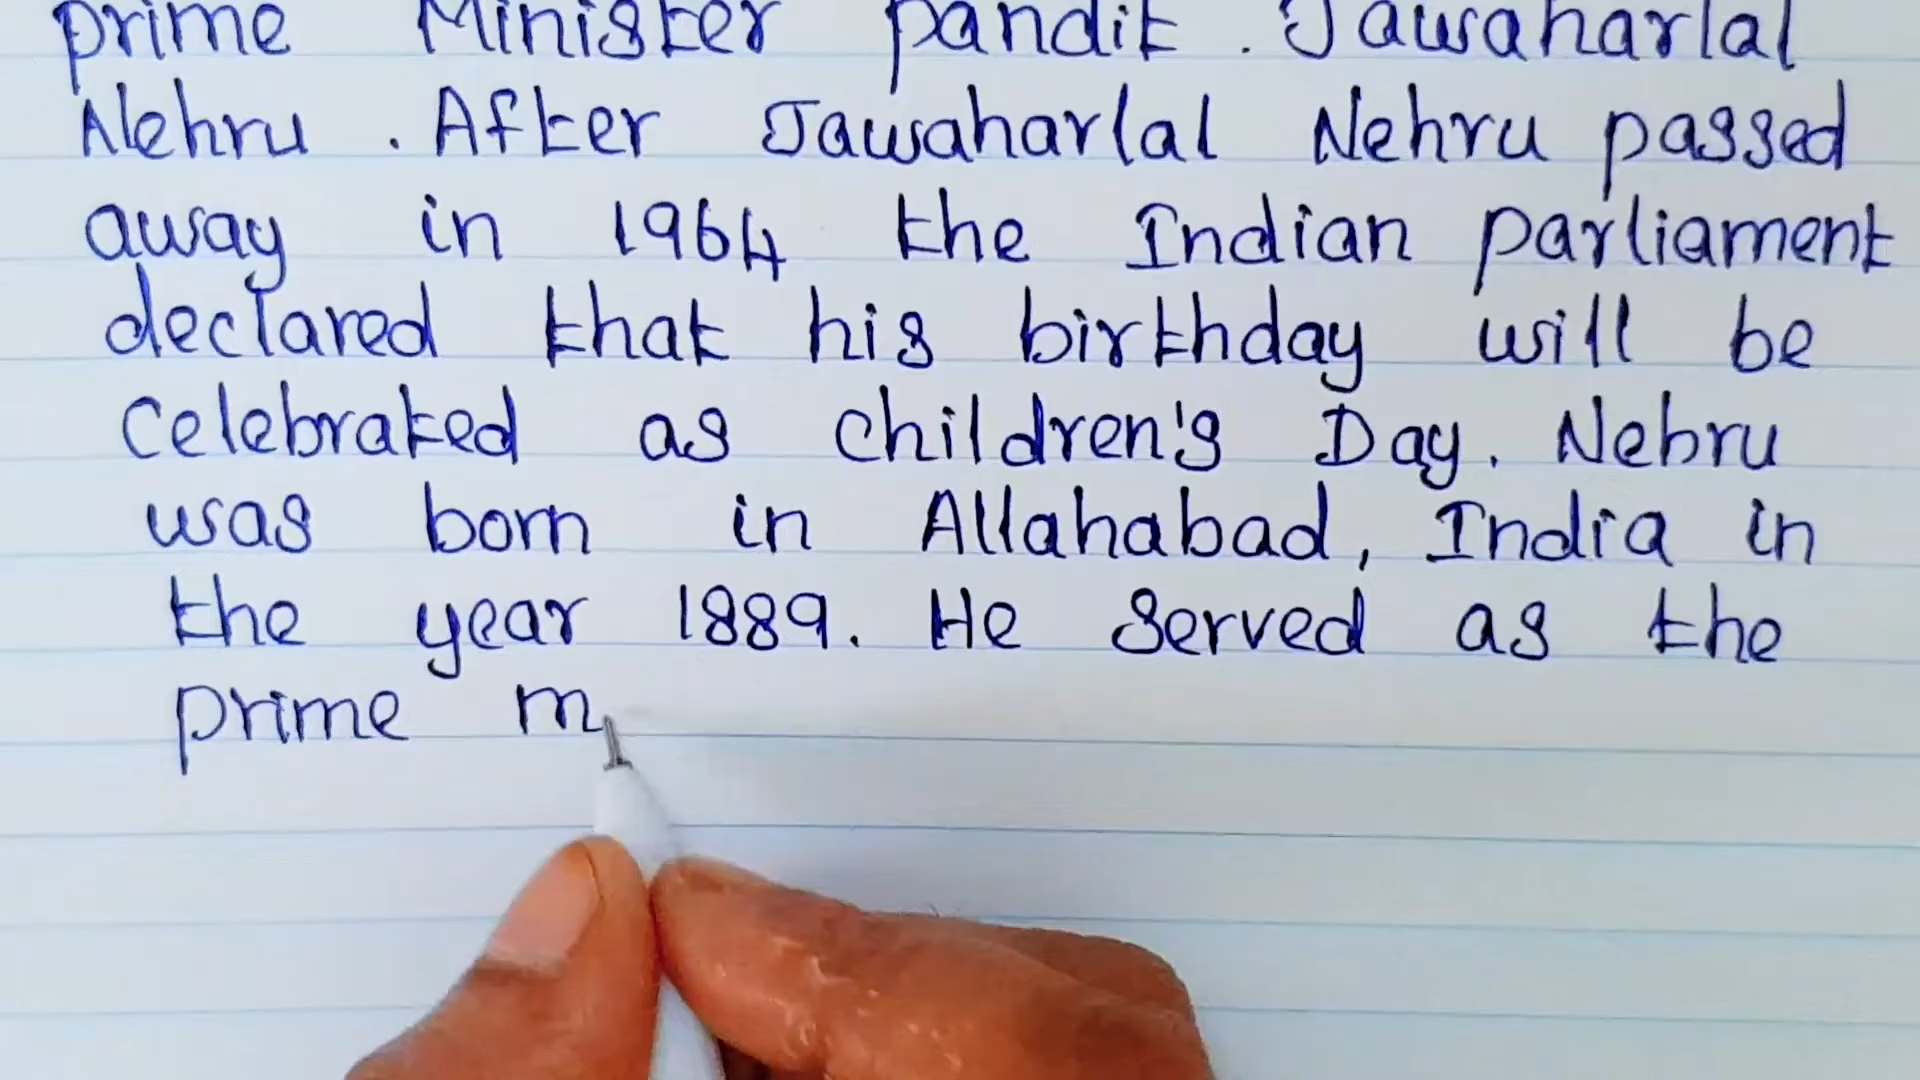 prime Minister pandit . Jawaharlal
Nehru . After Jawaharlal Nehru passed
away in 1964 the Indian parliament
declared that his birthday will be
celebrated as children's Day. Nehru
was born in Allahabad, India in
the year 1889. He served as the
prime m